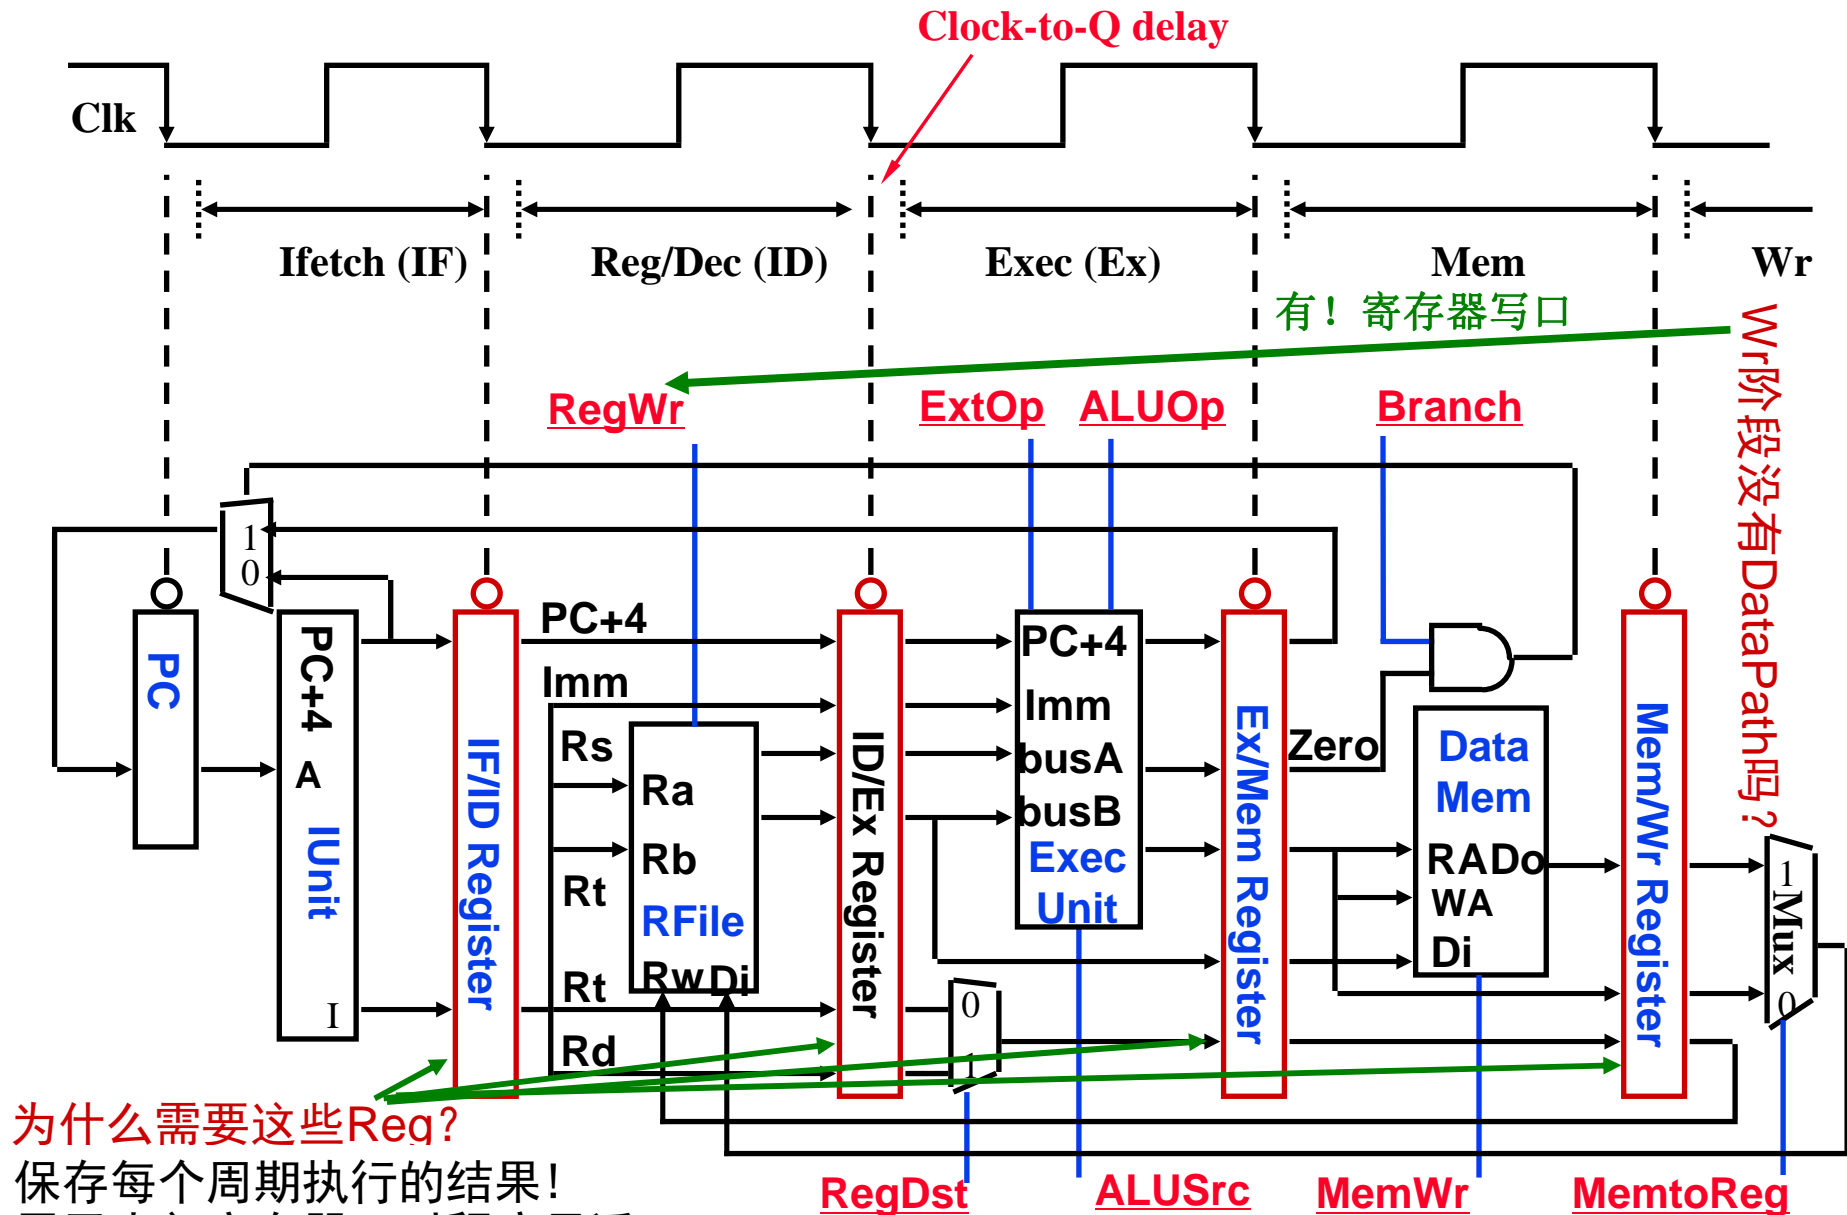 Clock-to-Q delay
Clk
Ifetch (IF)
Reg/Dec (ID)
Exec (Ex)
Mem
Wr
有！寄存器写口
Wr阶段没有DataPath吗？
RegWr
ExtOp
ALUOp
Branch
1
0
PC
PC+4
A
IUnit
I
IF/ID Register
PC+4
Imm
Rs
Rt
Rt
Rd
Ra
Rb
RFile
Rw Di
ID/Ex Register
0
1
PC+4
Imm
busA
busB
Exec
Unit
Ex/Mem Register
Zero
Data
Mem
RA Do
WA
Di
Mem/Wr Register
1
Mux
0
为什么需要这些Reg？
保存每个周期执行的结果！
RegDst
ALUSrc
MemWr
MemtoReg